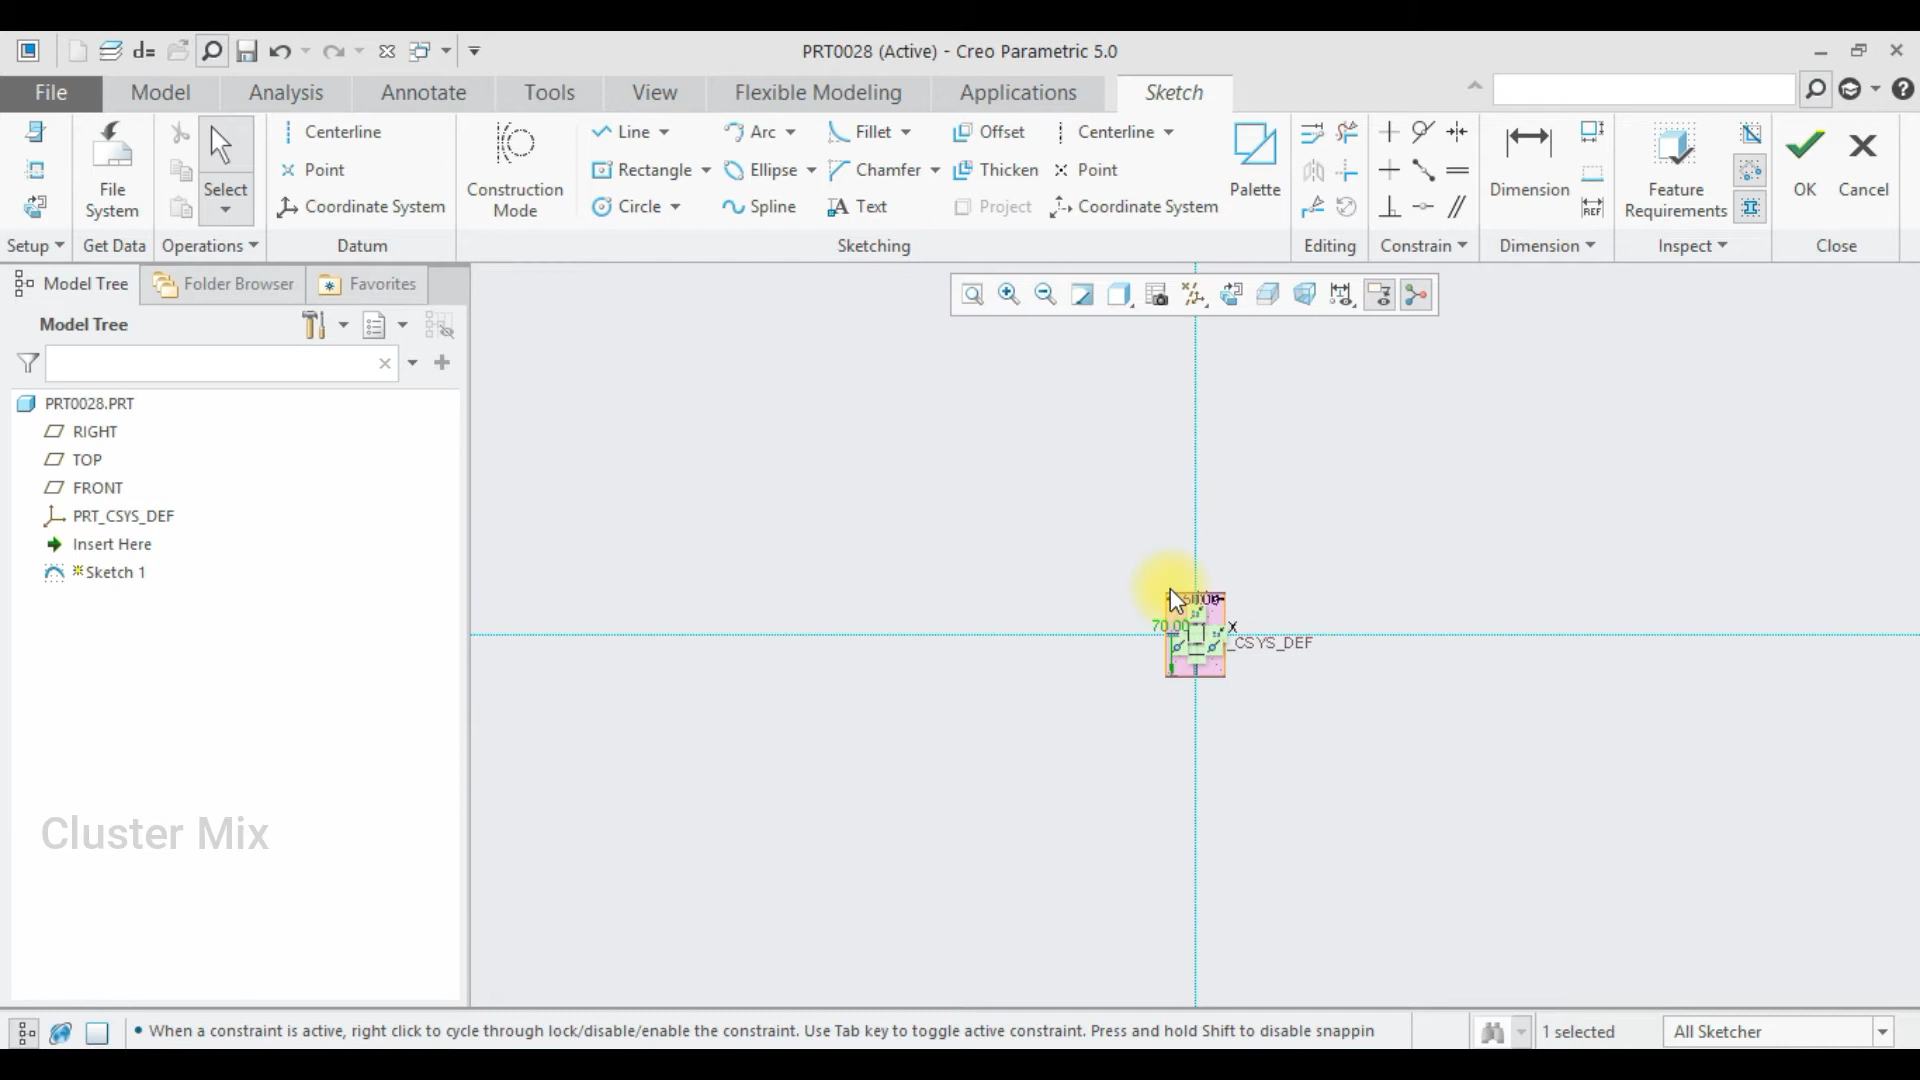 d=
PRT0028 (Active) - Creo Parametric 5.0
File Model Analysis Annotate Tools View Flexible Modeling Applications Sketch
Centerline Line Arc Fillet Offset Centerline
Point Rectangle Ellipse Chamfer Thicken Point
File System Select Construction Mode Palette Dimension Feature Requirements OK Cancel
Coordinate System Circle Spline Text Project Coordinate System
REF
Setup Get Data Operations Datum Sketching Editing Constrain Dimension Inspect Close
Model Tree Folder Browser Favorites
Model Tree
PRT0028.PRT
RIGHT
TOP
FRONT
PRT_CSYS_DEF
Insert Here
Sketch 1
70.00
X
_CSYS_DEF
Cluster Mix
When a constraint is active, right click to cycle through lock/disable/enable the constraint. Use Tab key to toggle active constraint. Press and hold Shift to disable snappin
1 selected
All Sketcher